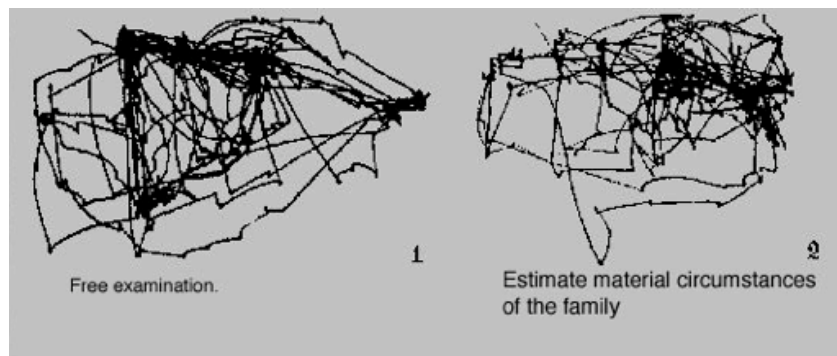 1
Free examination.
2
Estimate material circumstances
of the family